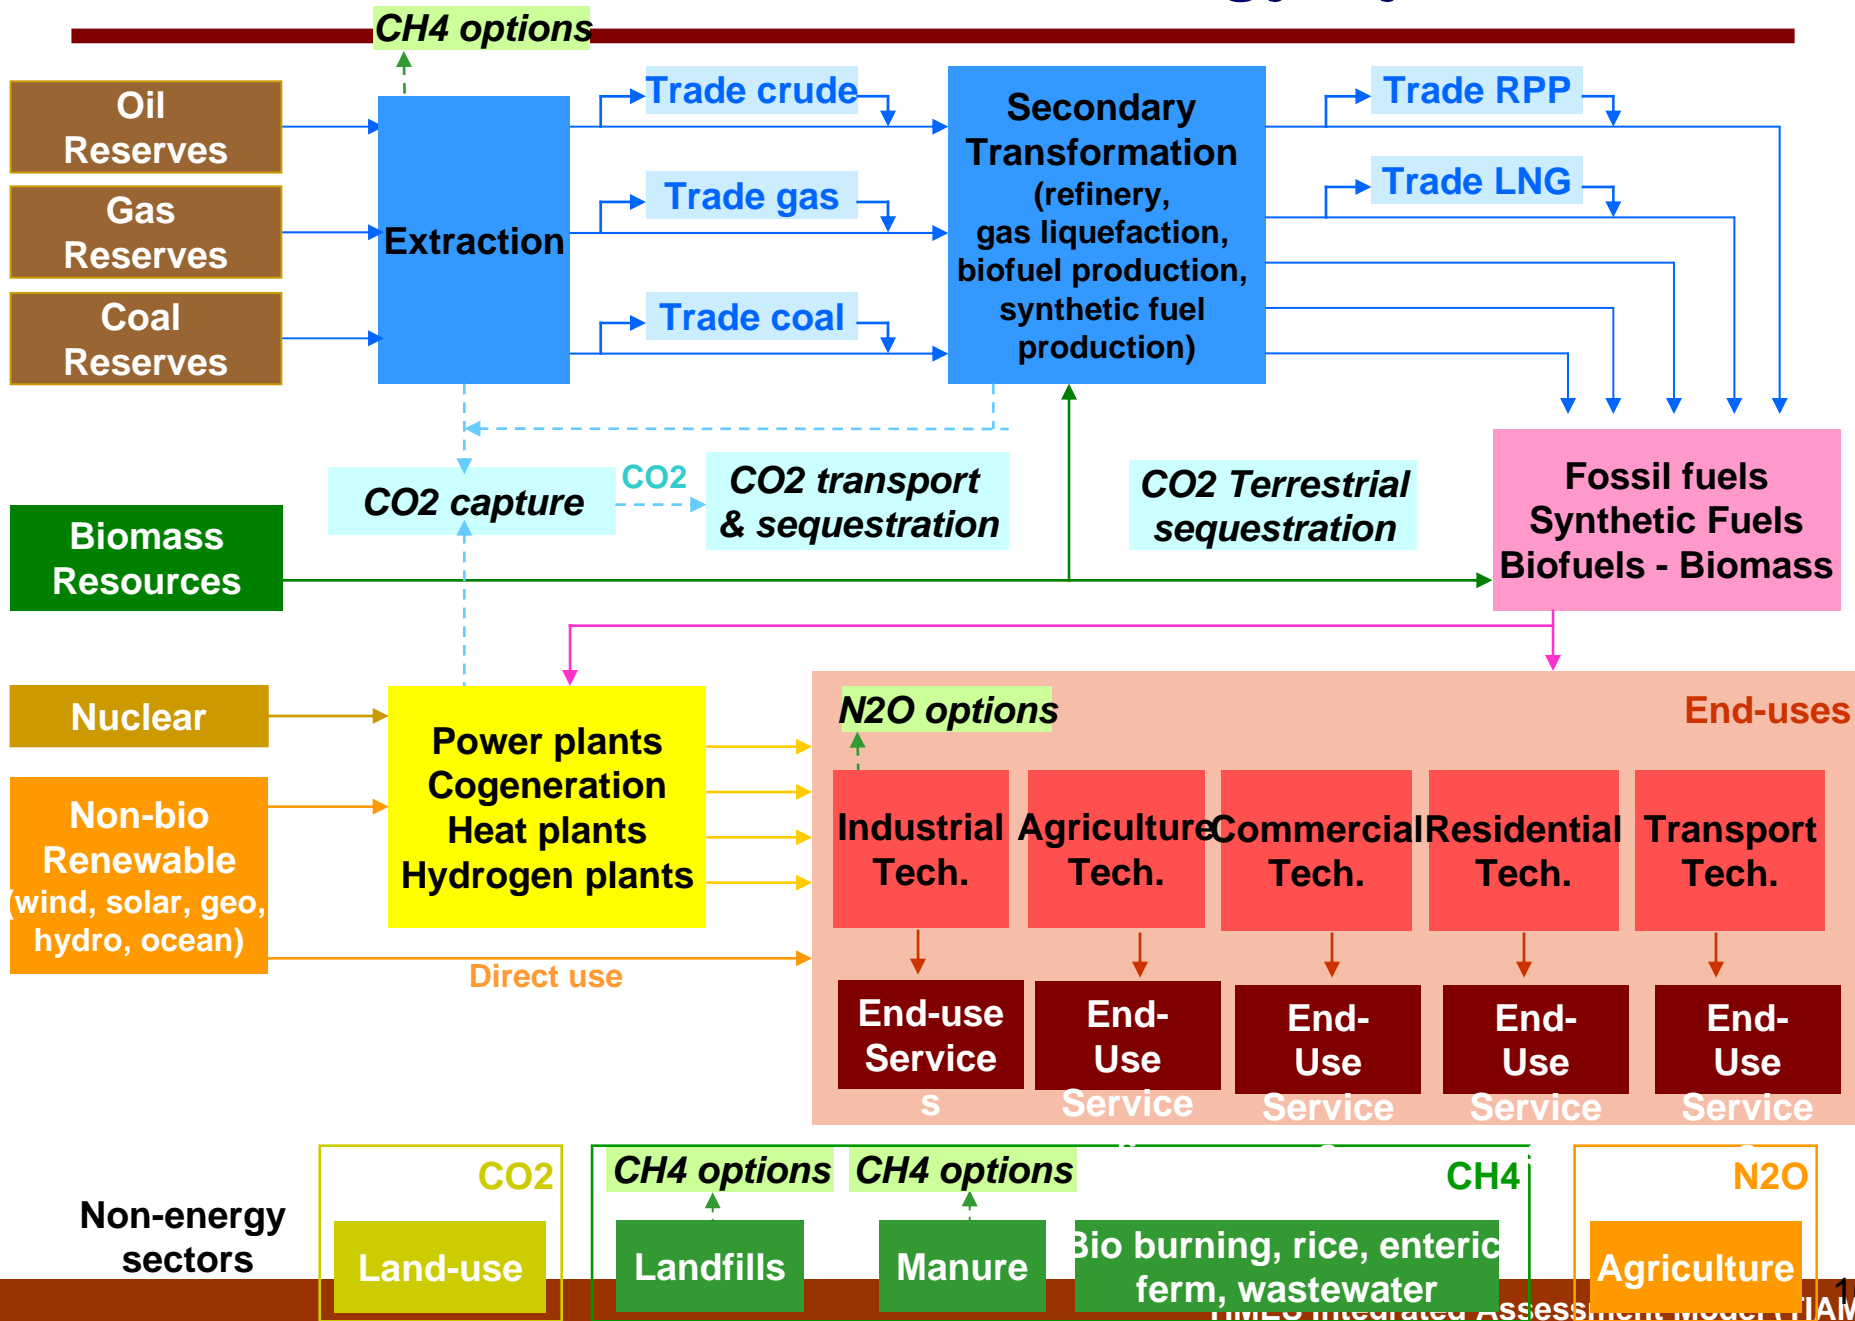 CH4 options
Oil
Reserves
Gas
Reserves
Coal
Reserves
Extraction
Trade crude
Trade gas
Trade coal
Secondary
Transformation
(refinery,
gas liquefaction,
biofuel production,
synthetic fuel
production)
Trade RPP
Trade LNG
CO2 capture
CO2
CO2 transport
& sequestration
CO2 Terrestrial
sequestration
Fossil fuels
Synthetic Fuels
Biofuels - Biomass
Biomass
Resources
Nuclear
Non-bio
Renewable
(wind, solar, geo,
hydro, ocean)
Power plants
Cogeneration
Heat plants
Hydrogen plants
Direct use
N2O options
End-uses
Industrial
Tech.
Agriculture
Tech.
Commercial
Tech.
Residential
Tech.
Transport
Tech.
End-use
Service
s
End-
Use
Service
End-
Use
Service
End-
Use
Service
End-
Use
Service
Non-energy
sectors
CO2
Land-use
CH4 options
Landfills
CH4 options
Manure
CH4
Bio burning, rice, enteric
ferm, wastewater
N2O
Agriculture
Integrated Assessment Model